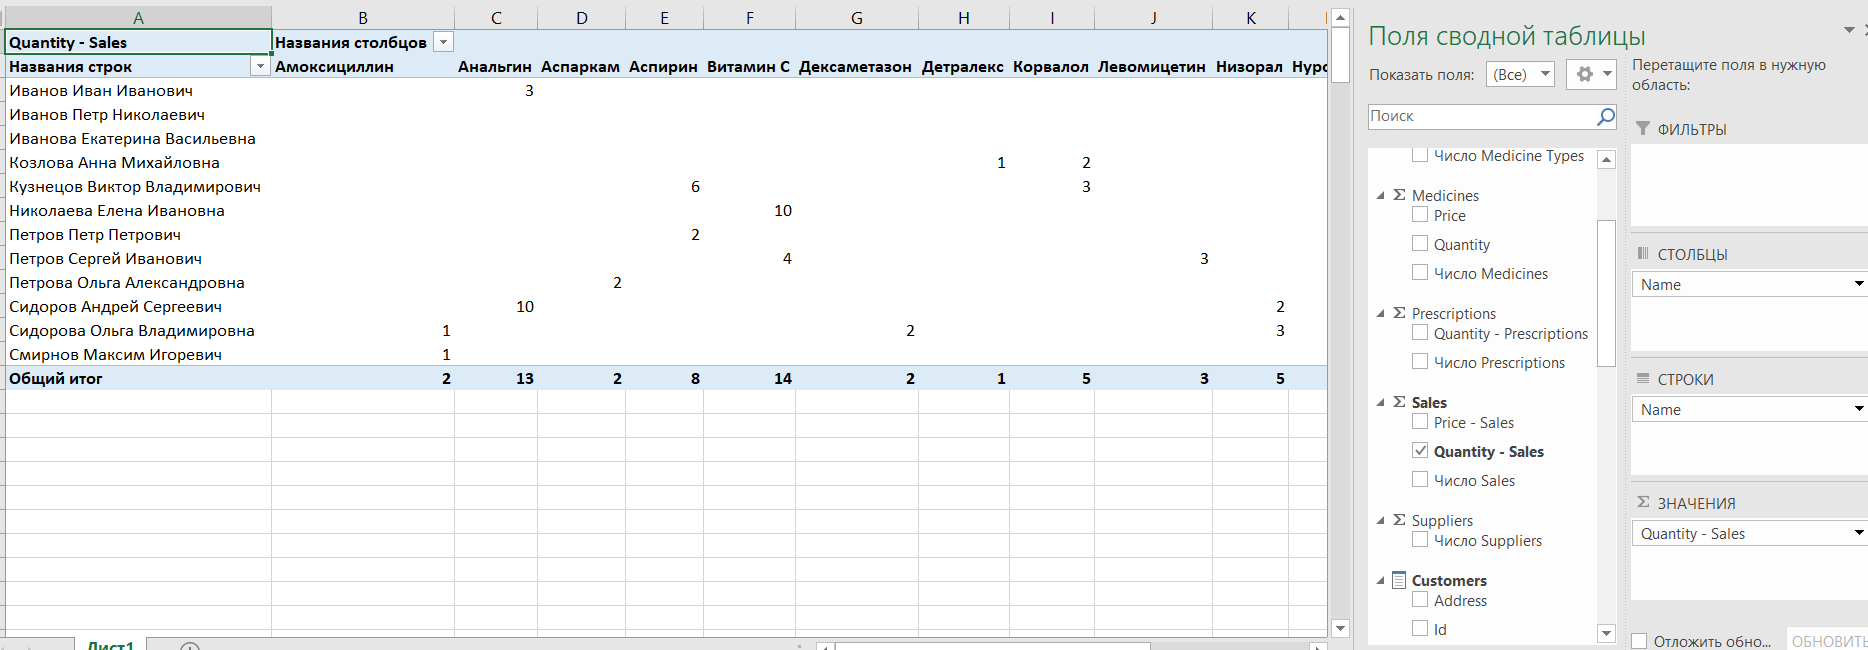 A B C D E F G H I J K
Quantity - Sales Названия столбцов
Названия строк Амоксициллин Анальгин Аспаркам Аспирин Витамин С Дексаметазон Детралекс Корвалол Левомицетин Низорал
Иванов Иван Иванович 3
Иванов Петр Николаевич
Иванова Екатерина Васильевна
Козлова Анна Михайловна 1 2
Кузнецов Виктор Владимирович 6 3
Николаева Елена Ивановна 10
Петров Петр Петрович 2
Петров Сергей Иванович 4 3
Петрова Ольга Александровна 2
Сидоров Андрей Сергеевич 10 2
Сидорова Ольга Владимировна 1 2 3
Смирнов Максим Игоревич 1
Общий итог 2 13 2 8 14 2 1 5 3 5
Лист1
Поля сводной таблицы
Показать поля: (Все)
Поиск
Число Medicine Types
Medicines
Price
Quantity
Число Medicines
Prescriptions
Quantity - Prescriptions
Число Prescriptions
Sales
Price - Sales
Quantity - Sales
Число Sales
Suppliers
Число Suppliers
Customers
Address
Id
Перетащите поля в нужную
область:
ФИЛЬТРЫ
СТОЛБЦЫ
Name
СТРОКИ
Name
Σ ЗНАЧЕНИЯ
Quantity - Sales
Отложить обно... ОБНОВИТЬ